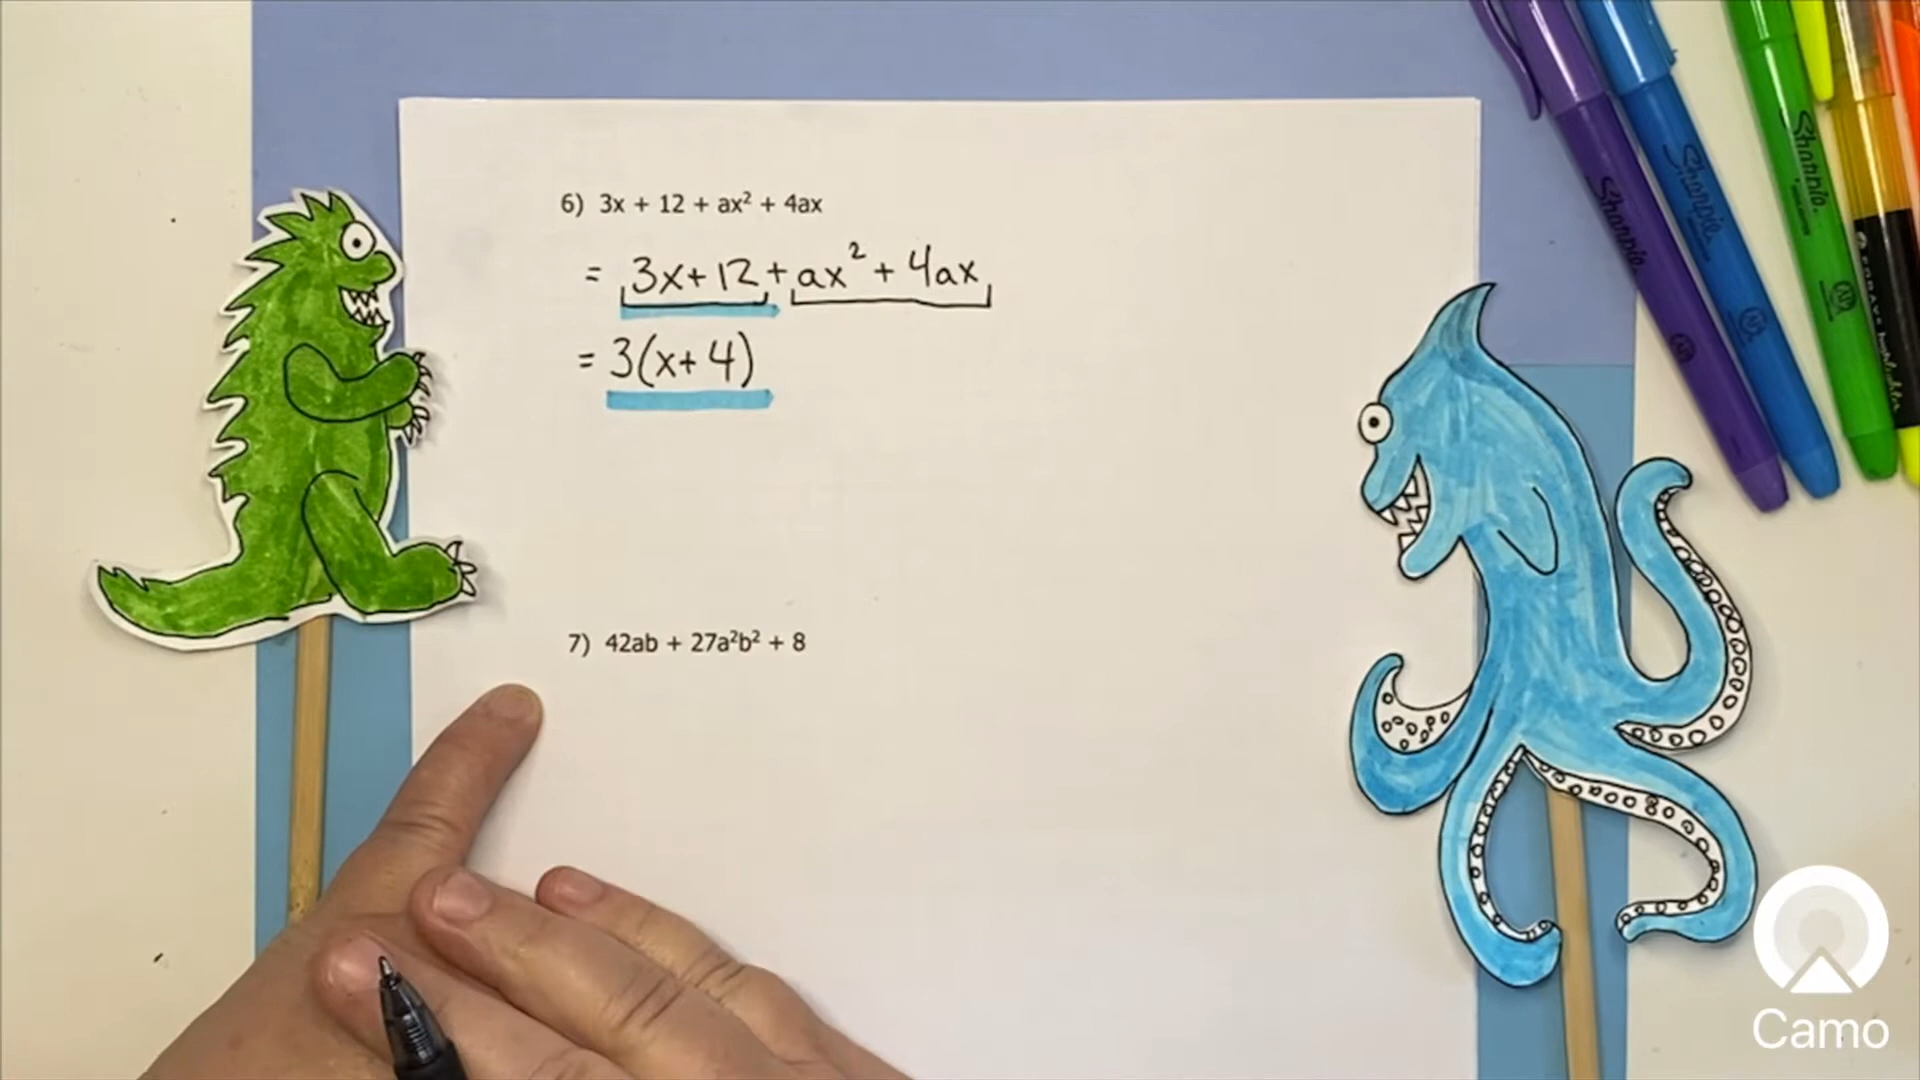 6) 3x + 12 + ax² + 4ax
= 3x + 12 + ax² + 4ax
= 3(x + 4)
7) 42ab + 27a²b² + 8
Sharpie.
Sharpie.
Sharpie.
Camo